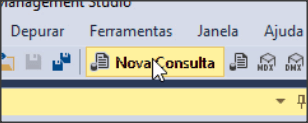 Management Studio
Depurar Ferramentas Janela Ajuda
Nova Consulta MDX DMX